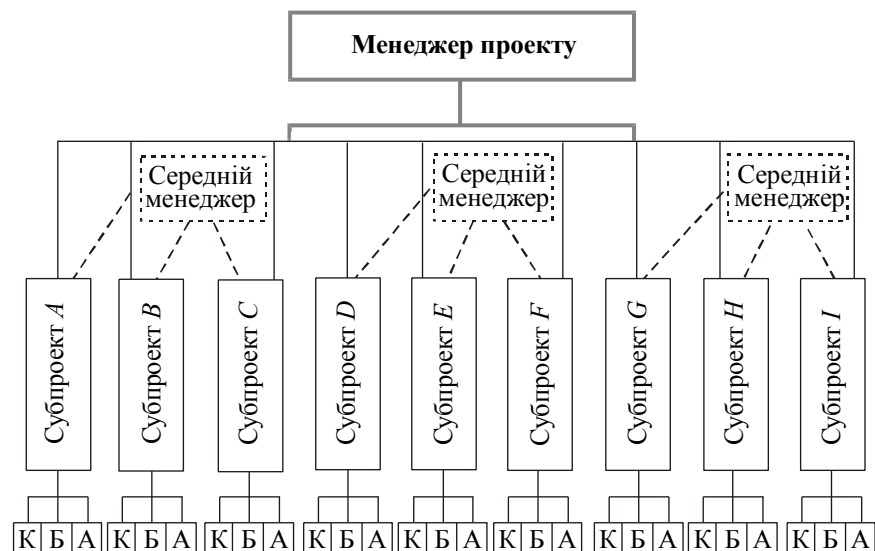 Менеджер проекту
Середній
менеджер
Середній
менеджер
Середній
менеджер
Субпроект A
Субпроект B
Субпроект C
Субпроект D
Субпроект E
Субпроект F
Субпроект G
Субпроект H
Субпроект I
К Б А К Б А К Б А К Б А К Б А К Б А К Б А К Б А К Б А